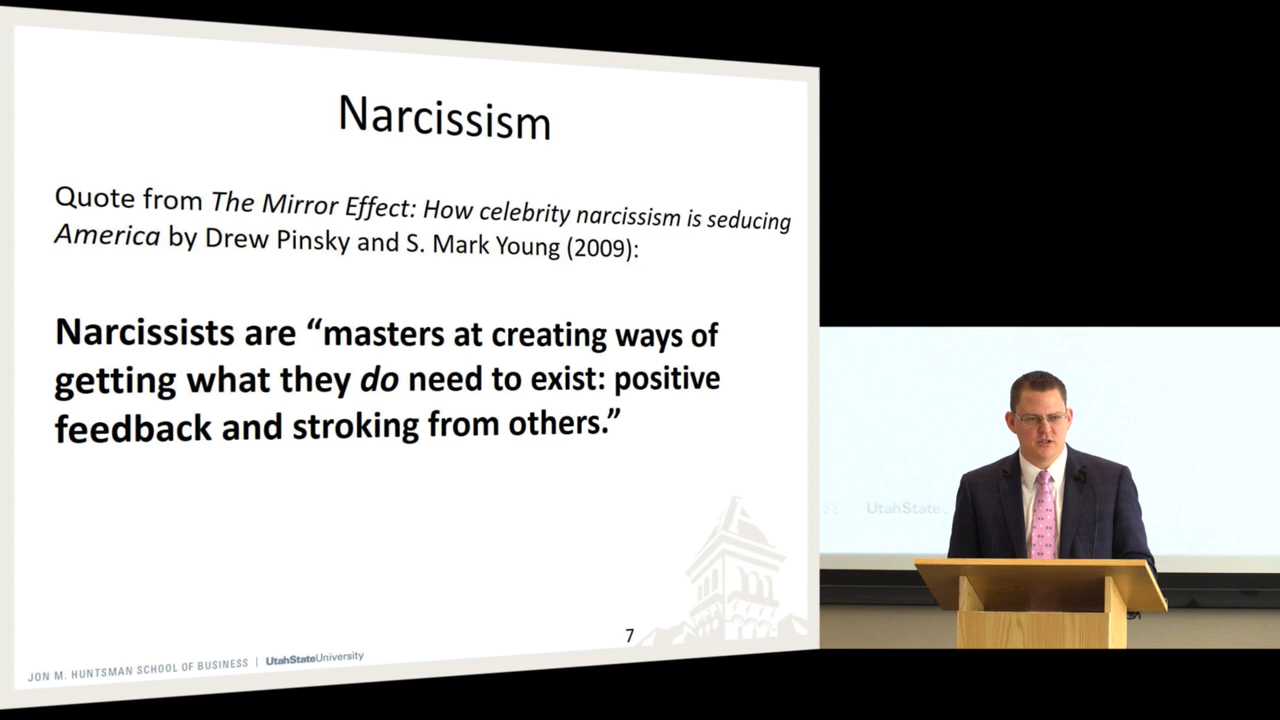 Narcissism
Quote from The Mirror Effect: How celebrity narcissism is seducing
America by Drew Pinsky and S. Mark Young (2009):
Narcissists are “masters at creating ways of
getting what they do need to exist: positive
feedback and stroking from others.”
7
JON M. HUNTSMAN SCHOOL OF BUSINESS | UtahStateUniversity
UtahState